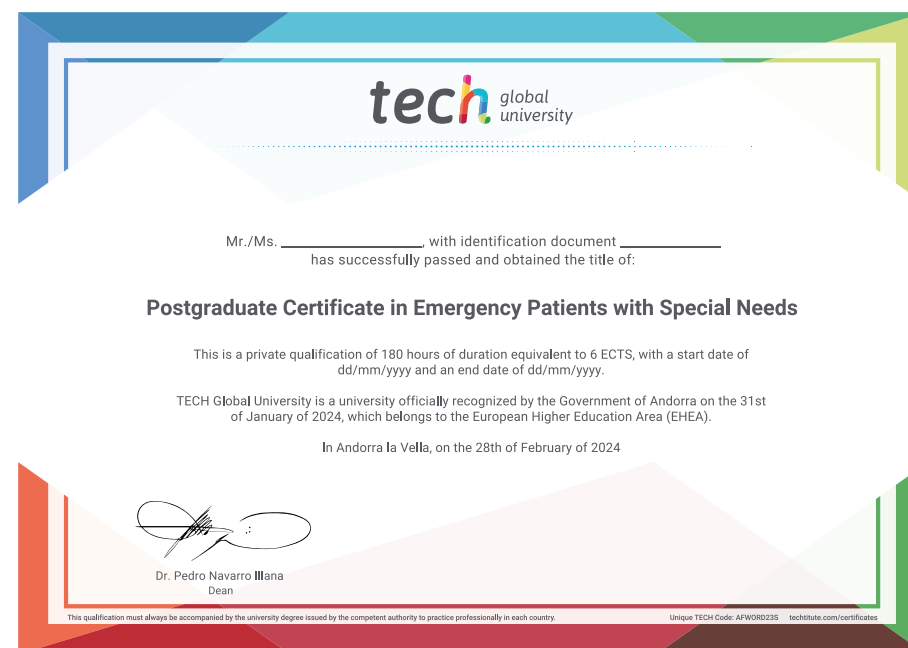 tech global
university
Mr./Ms. ____________, with identification document ____________
has successfully passed and obtained the title of:
Postgraduate Certificate in Emergency Patients with Special Needs
This is a private qualification of 180 hours of duration equivalent to 6 ECTS, with a start date of
dd/mm/yyyy and an end date of dd/mm/yyyy.
TECH Global University is a university officially recognized by the Government of Andorra on the 31st
of January of 2024, which belongs to the European Higher Education Area (EHEA).
In Andorra la Vella, on the 28th of February of 2024
Dr. Pedro Navarro Illana
Dean
This qualification must always be accompanied by the university degree issued by the competent authority to practice professionally in each country.
Unique TECH Code: AFWORD23S techtitute.com/certificates